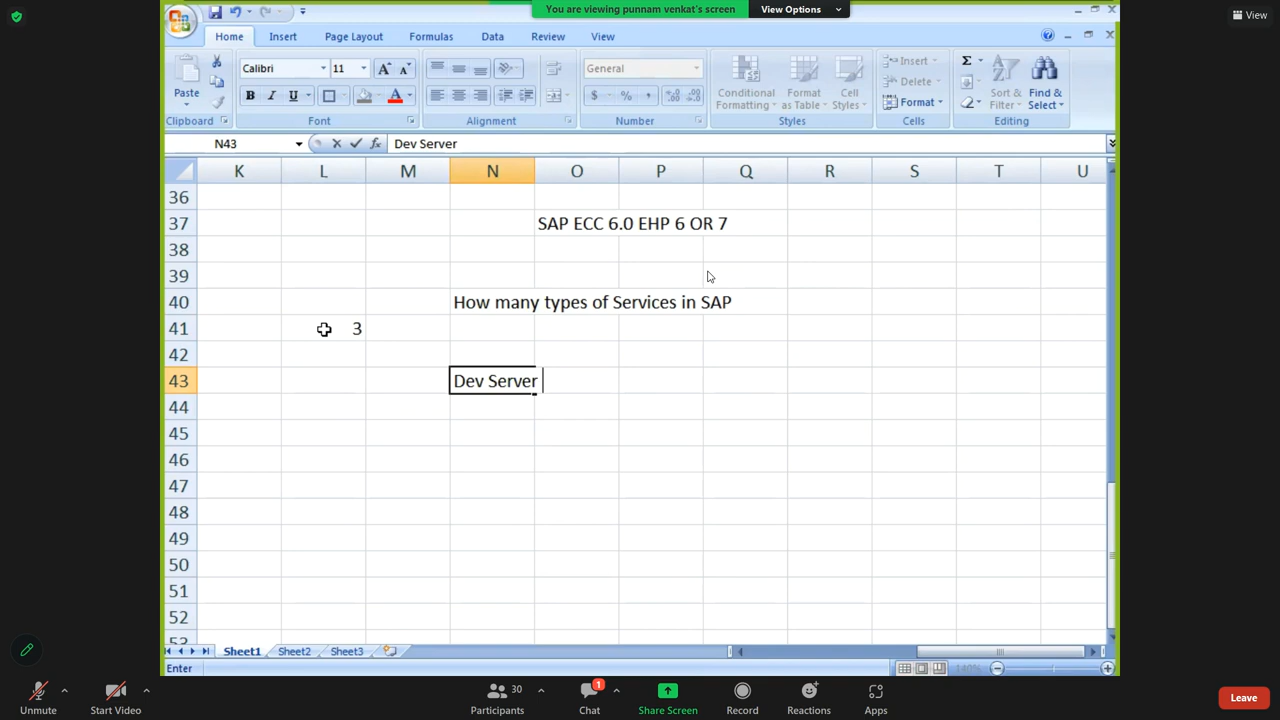 You are viewing punnam venkat's screen
View Options
View
Home
Insert
Page Layout
Formulas
Data
Review
View
Paste
Clipboard
Calibri
11
B I U
A
Font
Alignment
General
$ % ,
Number
Conditional Formatting
Format as Table
Cell Styles
Styles
Insert
Delete
Format
Cells
Σ
Sort & Filter
Find & Select
Editing
N43
fx
Dev Server
K L M N O P Q R S T U
36
37 SAP ECC 6.0 EHP 6 OR 7
38
39
40 How many types of Services in SAP
41 3
42
43 Dev Server
44
45
46
47
48
49
50
51
52
53
Sheet1
Sheet2
Sheet3
Enter
140%
Unmute
Start Video
30
Participants
1
Chat
Share Screen
Record
Reactions
Apps
Leave